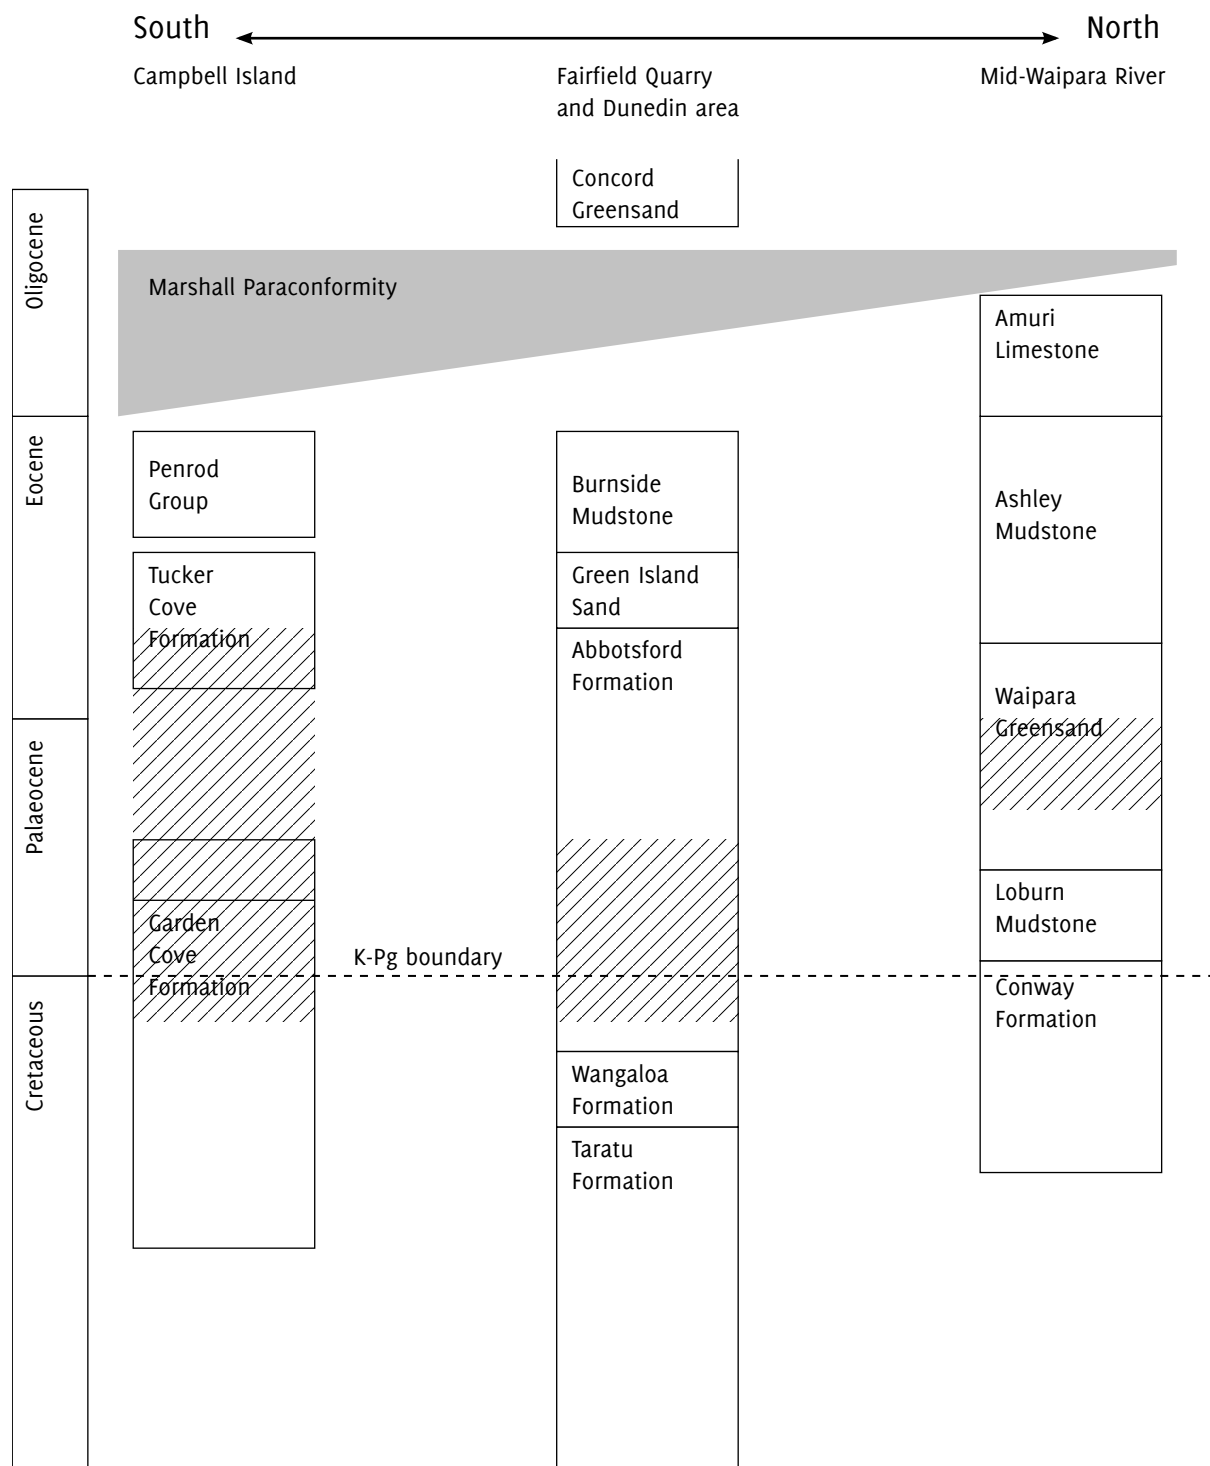 South
North
Campbell Island
Fairfield Quarry
and Dunedin area
Mid-Waipara River
Oligocene
Eocene
Palaeocene
Cretaceous
Concord
Greensand
Marshall Paraconformity
Amuri
Limestone
Penrod
Group
Burnside
Mudstone
Ashley
Mudstone
Tucker
Cove
Formation
Green Island
Sand
Abbotsford
Formation
Waipara
Greensand
Garden
Cove
Formation
K-Pg boundary
Loburn
Mudstone
Conway
Formation
Wangaloa
Formation
Taratu
Formation